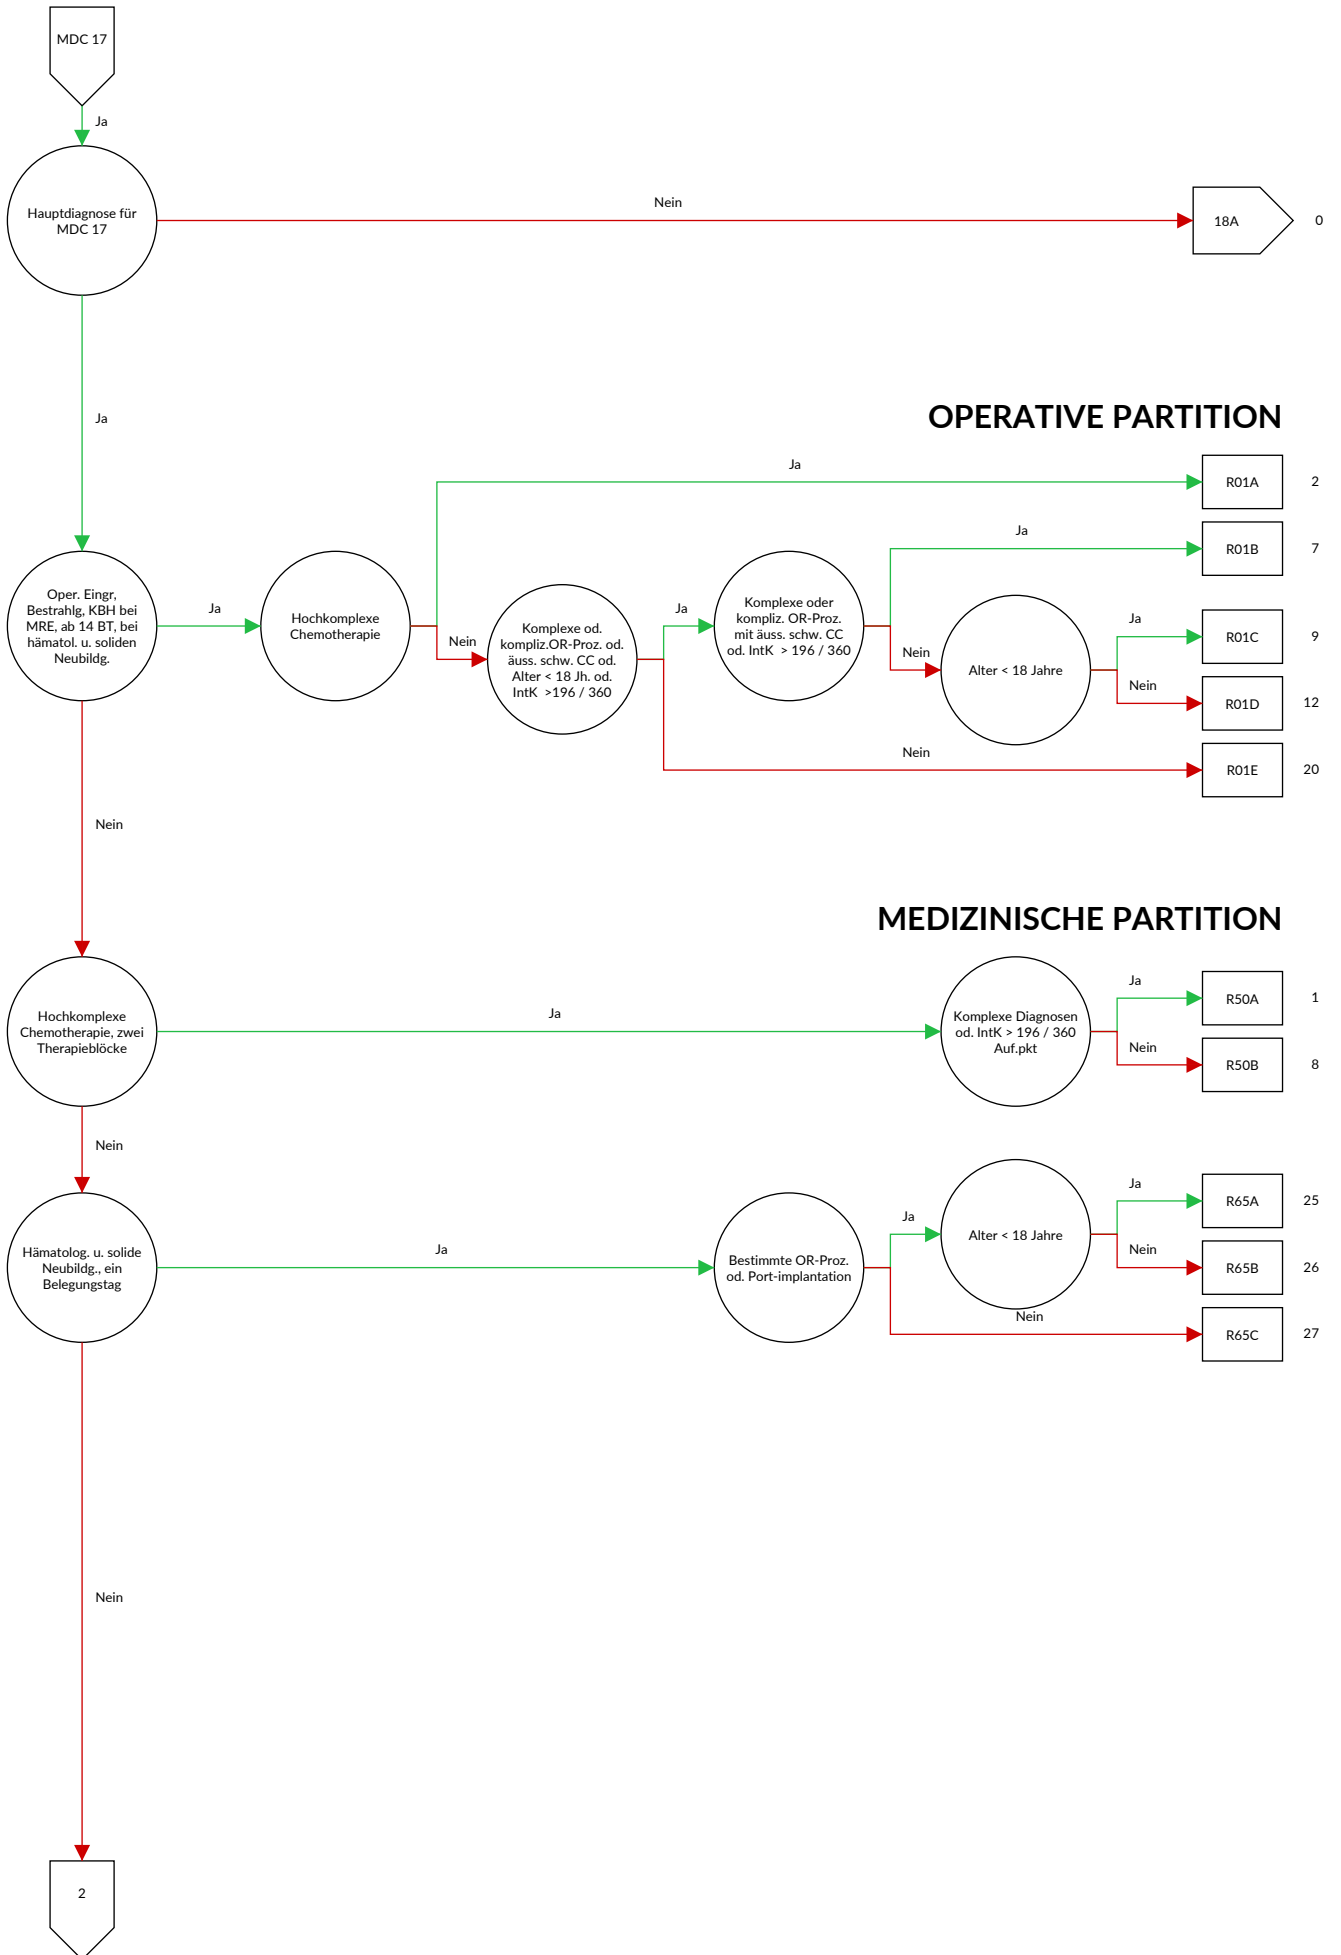 MDC 17
Ja
Hauptdiagnose für
MDC 17
Nein
18A
0
Ja
OPERATIVE PARTITION
Ja
R01A
2
Ja
R01B
7
Oper. Eingr,
Bestrahlg, KBH bei
MRE, ab 14 BT, bei
hämatol. u. soliden
Neubildg.
Ja
Hochkomplexe
Chemotherapie
Nein
Komplexe od.
kompliz.OR-Proz. od.
äuss. schw. CC od.
Alter < 18 Jh. od.
IntK >196 / 360
Ja
Komplexe oder
kompliz. OR-Proz.
mit äuss. schw. CC
od. IntK > 196 / 360
Nein
Alter < 18 Jahre
Ja
R01C
9
Nein
R01D
12
Nein
R01E
20
Nein
MEDIZINISCHE PARTITION
Hochkomplexe
Chemotherapie, zwei
Therapieblöcke
Ja
Komplexe Diagnosen
od. IntK > 196 / 360
Auf.pkt
Ja
R50A
1
Nein
R50B
8
Nein
Hämatolog. u. solide
Neubildg., ein
Belegungstag
Ja
Bestimmte OR-Proz.
od. Port-implantation
Ja
Alter < 18 Jahre
Ja
R65A
25
Nein
R65B
26
Nein
R65C
27
Nein
2